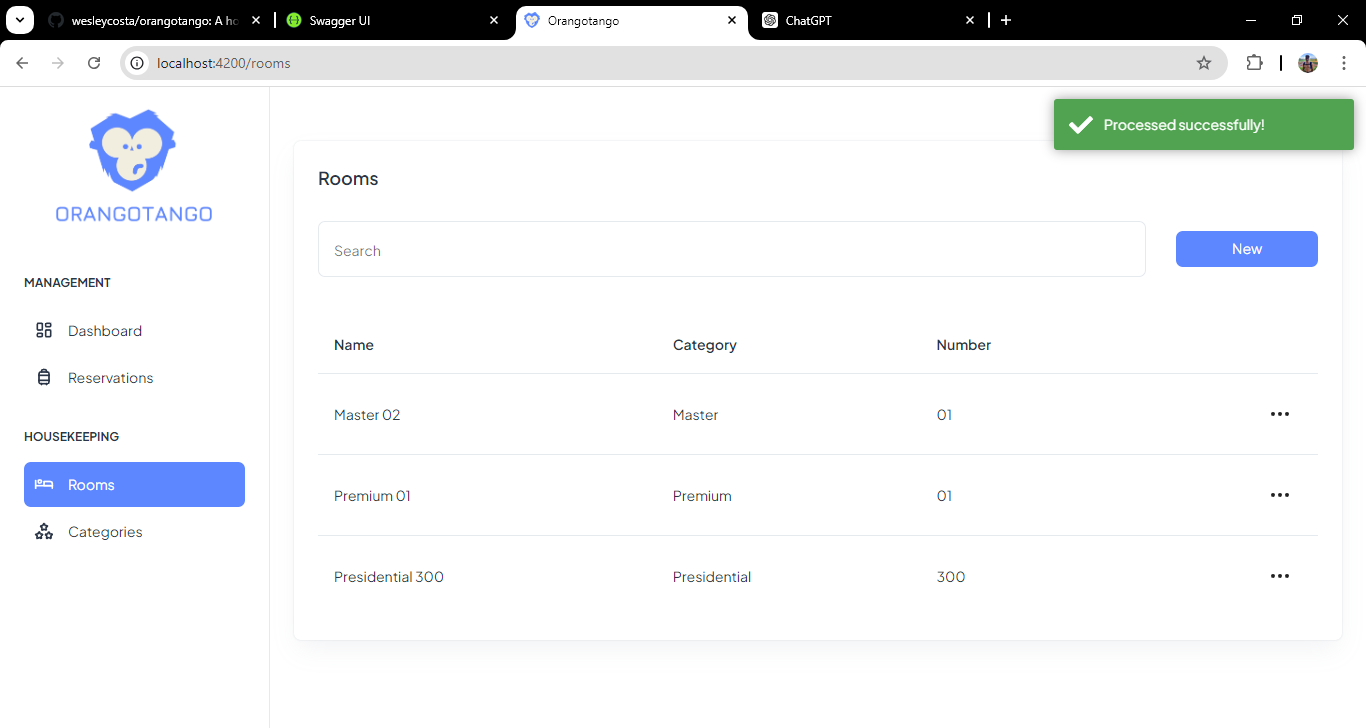 wesleycosta/orangotango: A ho
Swagger UI
Orangotango
ChatGPT
localhost:4200/rooms
Processed successfully!
ORANGOTANGO
MANAGEMENT
Dashboard
Reservations
HOUSEKEEPING
Rooms
Categories
Rooms
Search
New
Name Category Number
Master 02 Master 01
Premium 01 Premium 01
Presidential 300 Presidential 300